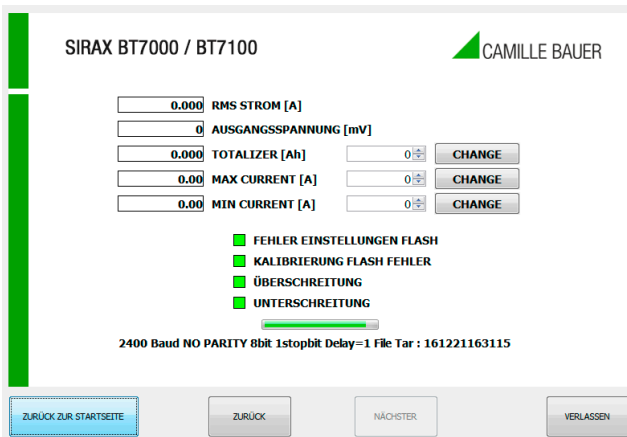 SIRAX BT7000 / BT7100
CAMILLE BAUER
0.000 RMS STROM [A]
0 AUSGANGSSPANNUNG [mV]
0.000 TOTALIZER [Ah] 0 CHANGE
0.00 MAX CURRENT [A] 0 CHANGE
0.00 MIN CURRENT [A] 0 CHANGE
FEHLER EINSTELLUNGEN FLASH
KALIBRIERUNG FLASH FEHLER
ÜBERSCHREITUNG
UNTERSCHREITUNG
2400 Baud NO PARITY 8bit 1stopbit Delay=1 File Tar : 161221163115
ZURÜCK ZUR STARTSEITE ZURÜCK NÄCHSTER VERLASSEN